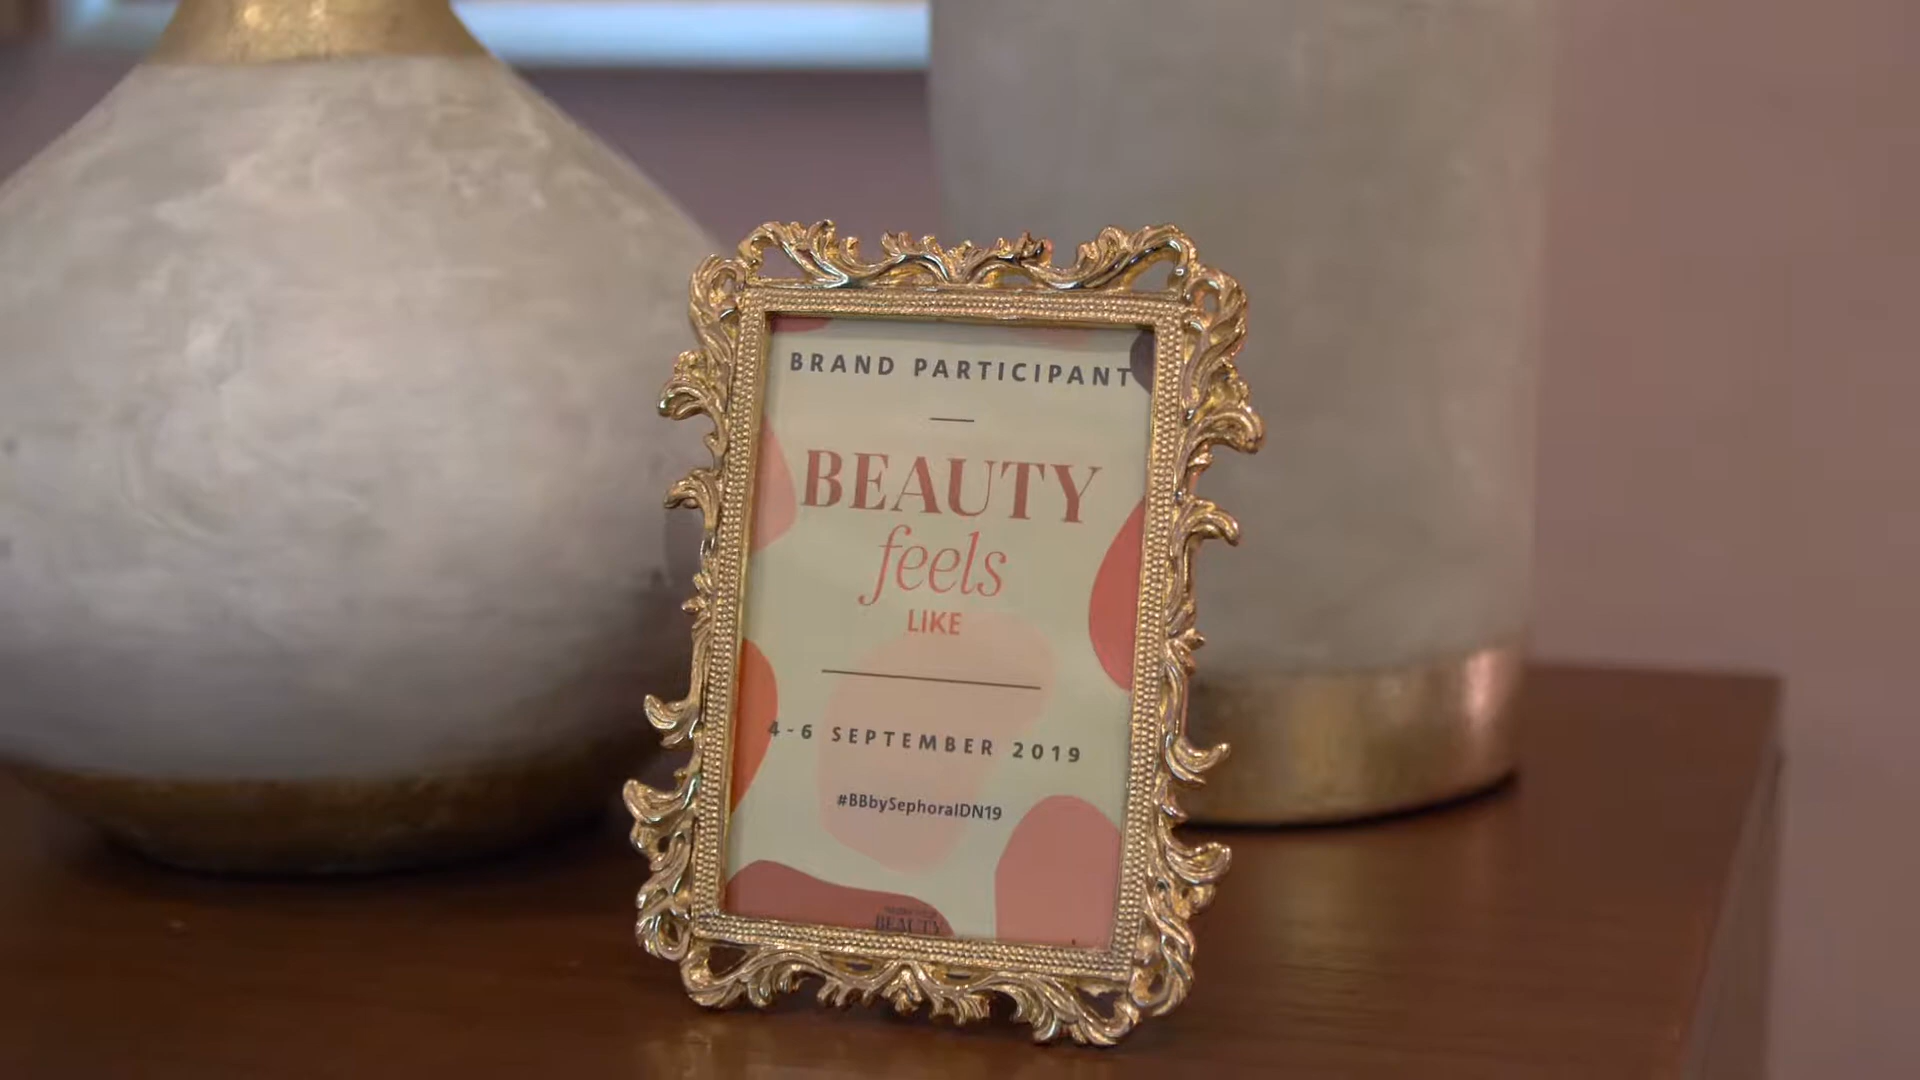 BRAND PARTICIPANT
BEAUTY
feels
LIKE
4-6 SEPTEMBER 2019
#BBbySephoraIDN19
BEAUTY